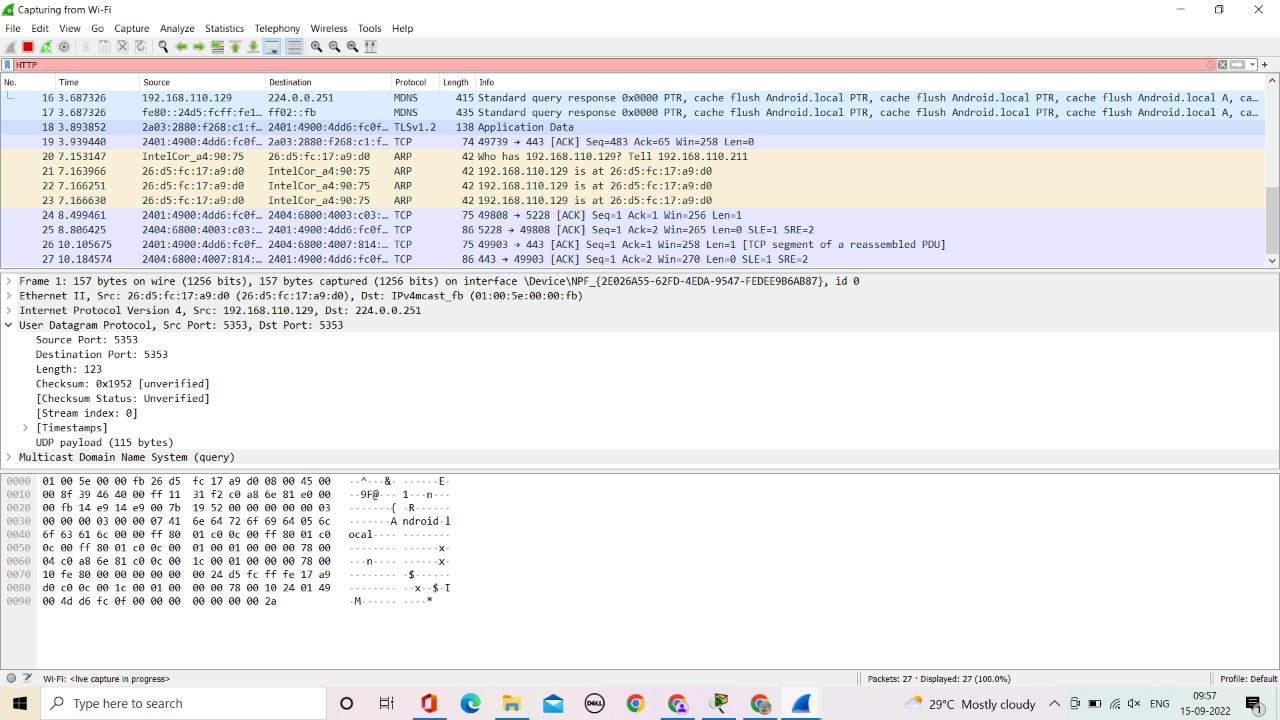 Capturing from Wi-Fi
File Edit View Go Capture Analyze Statistics Telephony Wireless Tools Help
HTTP
No. Time Source Destination Protocol Length Info
16 3.687326 192.168.110.129 224.0.0.251 MDNS 415 Standard query response 0x0000 PTR, cache flush Android.local PTR, cache flush Android.local PTR, cache flush Android.local A, ca…
17 3.687326 fe80::24d5:fcff:fe1… ff02::fb MDNS 435 Standard query response 0x0000 PTR, cache flush Android.local PTR, cache flush Android.local PTR, cache flush Android.local A, ca…
18 3.893852 2a03:2880:f268:c1:f… 2401:4900:4dd6:fc0f… TLSv1.2 138 Application Data
19 3.939440 2401:4900:4dd6:fc0f… 2a03:2880:f268:c1:f… TCP 74 49739 → 443 [ACK] Seq=483 Ack=65 Win=258 Len=0
20 7.153147 IntelCor_a4:90:75 26:d5:fc:17:a9:d0 ARP 42 Who has 192.168.110.129? Tell 192.168.110.211
21 7.163966 26:d5:fc:17:a9:d0 IntelCor_a4:90:75 ARP 42 192.168.110.129 is at 26:d5:fc:17:a9:d0
22 7.166251 26:d5:fc:17:a9:d0 IntelCor_a4:90:75 ARP 42 192.168.110.129 is at 26:d5:fc:17:a9:d0
23 7.166630 26:d5:fc:17:a9:d0 IntelCor_a4:90:75 ARP 42 192.168.110.129 is at 26:d5:fc:17:a9:d0
24 8.499461 2401:4900:4dd6:fc0f… 2404:6800:4003:c03:… TCP 75 49808 → 5228 [ACK] Seq=1 Ack=1 Win=256 Len=1
25 8.806425 2404:6800:4003:c03:… 2401:4900:4dd6:fc0f… TCP 86 5228 → 49808 [ACK] Seq=1 Ack=2 Win=265 Len=0 SLE=1 SRE=2
26 10.105675 2401:4900:4dd6:fc0f… 2404:6800:4007:814:… TCP 75 49903 → 443 [ACK] Seq=1 Ack=1 Win=258 Len=1 [TCP segment of a reassembled PDU]
27 10.184574 2404:6800:4007:814:… 2401:4900:4dd6:fc0f… TCP 86 443 → 49903 [ACK] Seq=1 Ack=2 Win=270 Len=0 SLE=1 SRE=2
Frame 1: 157 bytes on wire (1256 bits), 157 bytes captured (1256 bits) on interface \Device\NPF_{2E026A55-62FD-4EDA-9547-FEDEE9B6AB87}, id 0
Ethernet II, Src: 26:d5:fc:17:a9:d0 (26:d5:fc:17:a9:d0), Dst: IPv4mcast_fb (01:00:5e:00:00:fb)
Internet Protocol Version 4, Src: 192.168.110.129, Dst: 224.0.0.251
User Datagram Protocol, Src Port: 5353, Dst Port: 5353
Source Port: 5353
Destination Port: 5353
Length: 123
Checksum: 0x1952 [unverified]
[Checksum Status: Unverified]
[Stream index: 0]
[Timestamps]
UDP payload (115 bytes)
Multicast Domain Name System (query)
0000 01 00 5e 00 00 fb 26 d5 fc 17 a9 d0 08 00 45 00 ··^···&· ······E·
0010 00 8f 39 46 40 00 ff 11 31 f2 c0 a8 6e 81 e0 00 ··9F@··· 1···n···
0020 00 fb 14 e9 14 e9 00 7b 19 52 00 00 00 00 00 03 ·······{ ·R······
0030 00 00 00 03 00 00 07 41 6e 64 72 6f 69 64 05 6c ·······A ndroid·l
0040 6f 63 61 6c 00 00 ff 80 01 c0 0c 00 ff 80 01 c0 ocal···· ········
0050 0c 00 ff 80 01 c0 0c 00 01 00 01 00 00 00 78 00 ········ ······x·
0060 04 c0 a8 6e 81 c0 0c 00 1c 00 01 00 00 00 78 00 ···n···· ······x·
0070 10 fe 80 00 00 00 00 00 00 24 d5 fc ff fe 17 a9 ········ ·$······
0080 d0 c0 0c 00 1c 00 01 00 00 00 78 00 10 24 01 49 ········ ··x··$·I
0090 00 4d d6 fc 0f 00 00 00 00 00 00 00 2a ·M······ ····*
Wi-Fi: <live capture in progress> Packets: 27 · Displayed: 27 (100.0%) Profile: Default
Type here to search
DELL
29°C Mostly cloudy
ENG
09:57
15-09-2022
1